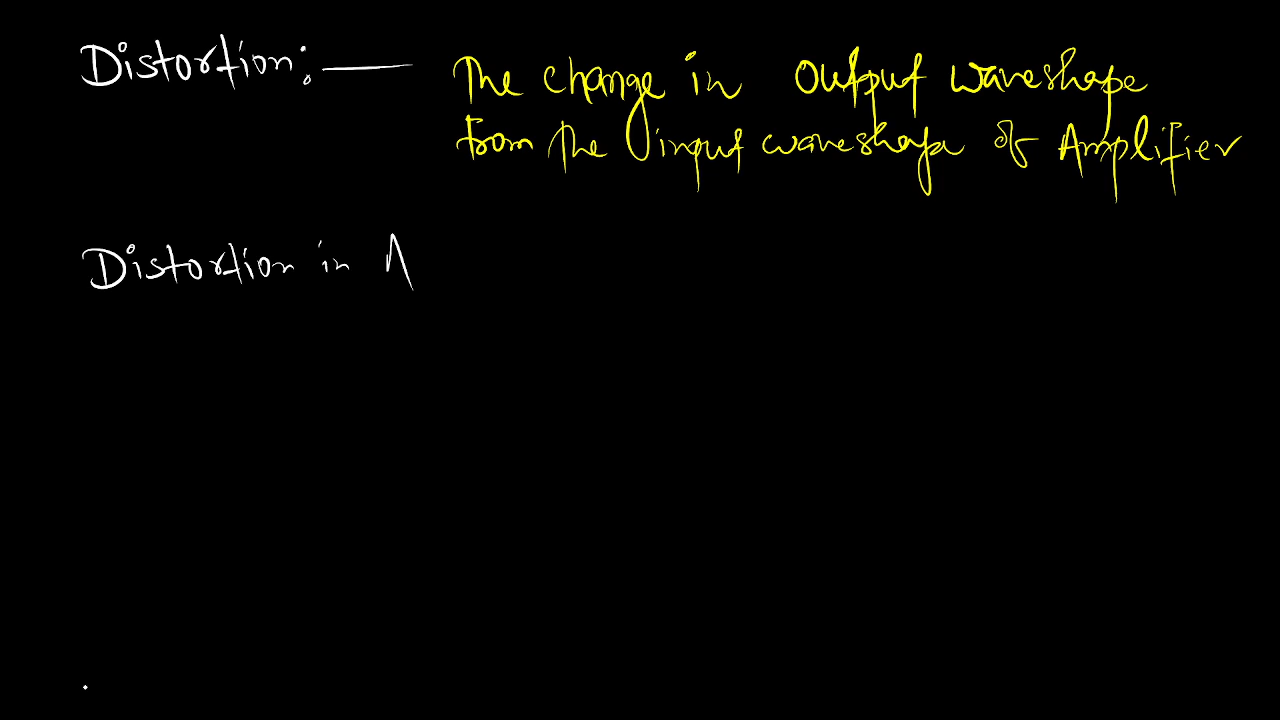 Distortion:— The change in output waveshape
from the input waveshape of Amplifier
Distortion in A